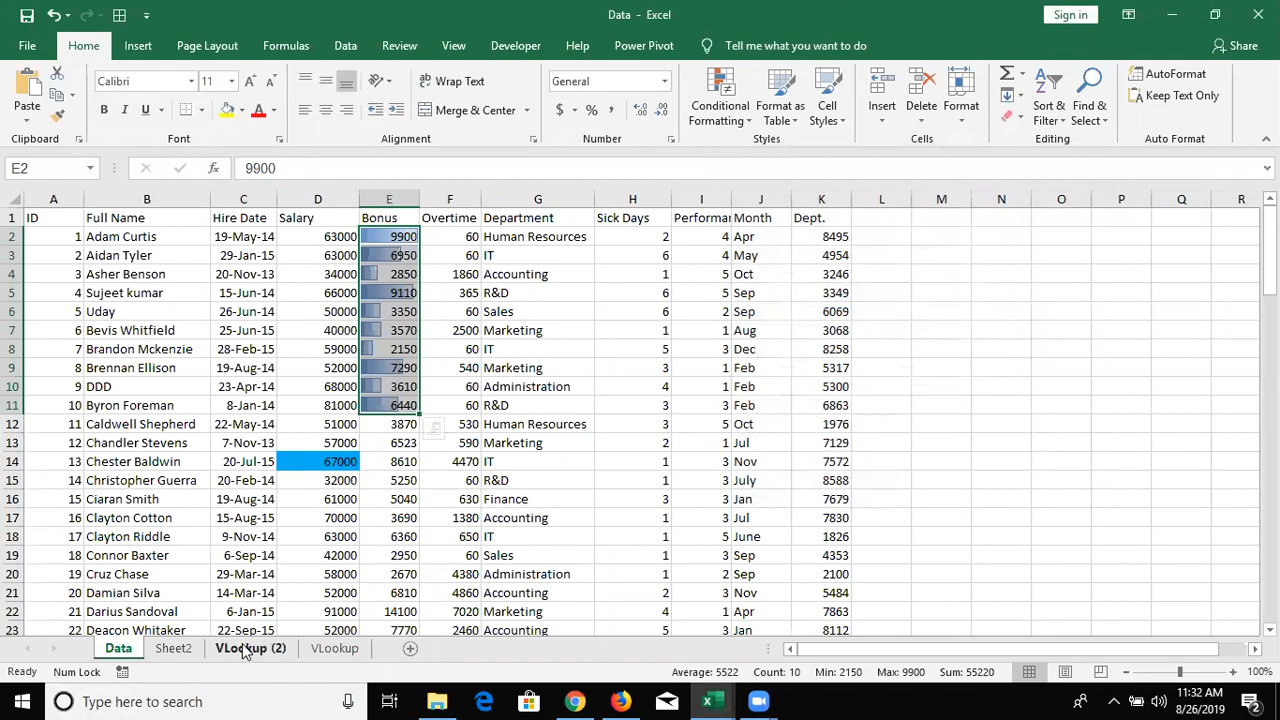 Data - Excel
Sign in
File Home Insert Page Layout Formulas Data Review View Developer Help Power Pivot Tell me what you want to do Share
Paste Calibri 11 Wrap Text General Conditional Formatting Format as Table Cell Styles Insert Delete Format Sort & Filter Find & Select AutoFormat
B I U Merge & Center $ % , Keep Text Only
Clipboard Font Alignment Number Styles Cells Editing Auto Format
E2 fx 9900
A B C D E F G H I J K L M N O P Q R
1 ID Full Name Hire Date Salary Bonus Overtime Department Sick Days Performan Month Dept.
2 1 Adam Curtis 19-May-14 63000 9900 60 Human Resources 2 4 Apr 8495
3 2 Aidan Tyler 29-Jan-15 63000 6950 60 IT 6 4 May 4954
4 3 Asher Benson 20-Nov-13 34000 2850 1860 Accounting 1 5 Oct 3246
5 4 Sujeet kumar 15-Jun-14 66000 9110 365 R&D 6 5 Sep 3349
6 5 Uday 26-Jun-14 50000 3350 60 Sales 6 2 Sep 6069
7 6 Bevis Whitfield 25-Jun-15 40000 3570 2500 Marketing 1 1 Aug 3068
8 7 Brandon Mckenzie 28-Feb-15 59000 2150 60 IT 5 3 Dec 8258
9 8 Brennan Ellison 19-Aug-14 52000 7290 540 Marketing 3 1 Feb 5317
10 9 DDD 23-Apr-14 68000 3610 60 Administration 4 1 Feb 5300
11 10 Byron Foreman 8-Jan-14 81000 6440 60 R&D 3 3 Feb 6863
12 11 Caldwell Shepherd 22-May-14 51000 3870 530 Human Resources 3 5 Oct 1976
13 12 Chandler Stevens 7-Nov-13 57000 6523 590 Marketing 2 1 Jul 7129
14 13 Chester Baldwin 20-Jul-15 67000 8610 4470 IT 1 3 Nov 7572
15 14 Christopher Guerra 20-Feb-14 32000 5250 60 R&D 1 3 July 8588
16 15 Ciaran Smith 19-Aug-14 61000 5040 630 Finance 3 3 Jan 7679
17 16 Clayton Cotton 15-Aug-15 70000 3690 1380 Accounting 1 3 Jul 7830
18 17 Clayton Riddle 9-Nov-14 63000 6360 650 IT 1 5 June 1826
19 18 Connor Baxter 6-Sep-14 42000 2950 60 Sales 1 3 Sep 4353
20 19 Cruz Chase 29-Mar-14 58000 2670 4380 Administration 1 2 Sep 2100
21 20 Damian Silva 14-Mar-14 52000 6810 4860 Accounting 2 3 Nov 5484
22 21 Darius Sandoval 6-Jan-15 91000 14100 7020 Marketing 4 1 Apr 7863
23 22 Deacon Whitaker 22-Sep-15 52000 7770 2460 Accounting 5 3 Jan 8112
Data Sheet2 VLookup (2) VLookup
Ready Num Lock Average: 5522 Count: 10 Min: 2150 Max: 9900 Sum: 55220 100%
Type here to search 11:32 AM
8/26/2019 2